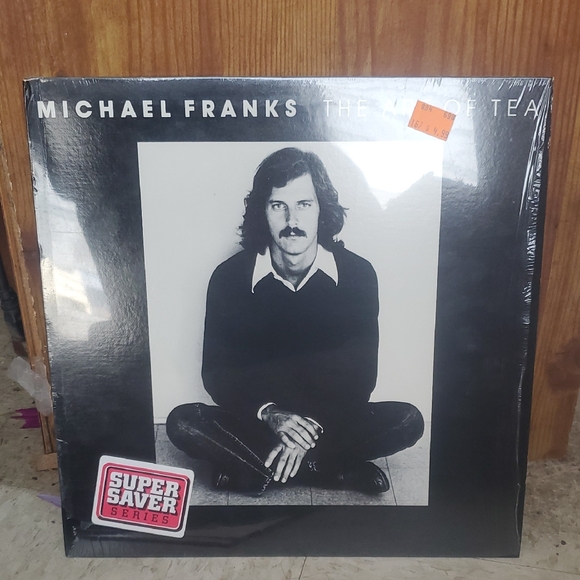 MICHAEL FRANKS THE OF TEA
SUPER
SAVER
SERIES